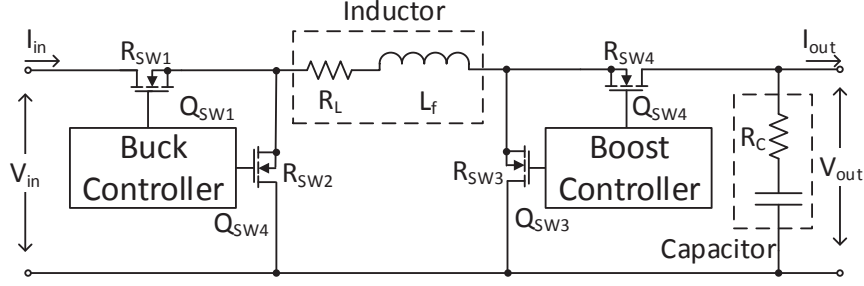 Inductor
I_in
R_SW1
R_SW4
I_out
Q_SW1
R_L
L_f
Q_SW4
R_C
V_in
Buck
Controller
R_SW2
R_SW3
Boost
Controller
V_out
Q_SW4
Q_SW3
Capacitor